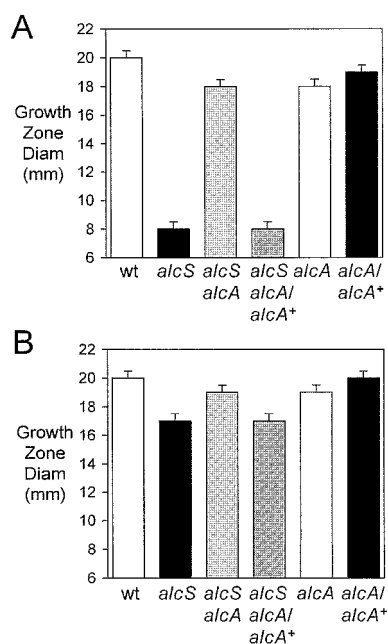 A
20
18
16
14
12
10
8
6
Growth
Zone
Diam
(mm)
wt alcS alcS alcS alcA alcA/
alcA alcA/ alcA+
alcA+
B
22
20
18
16
14
12
10
8
6
Growth
Zone
Diam
(mm)
wt alcS alcS alcS alcA alcA/
alcA alcA/ alcA+
alcA+